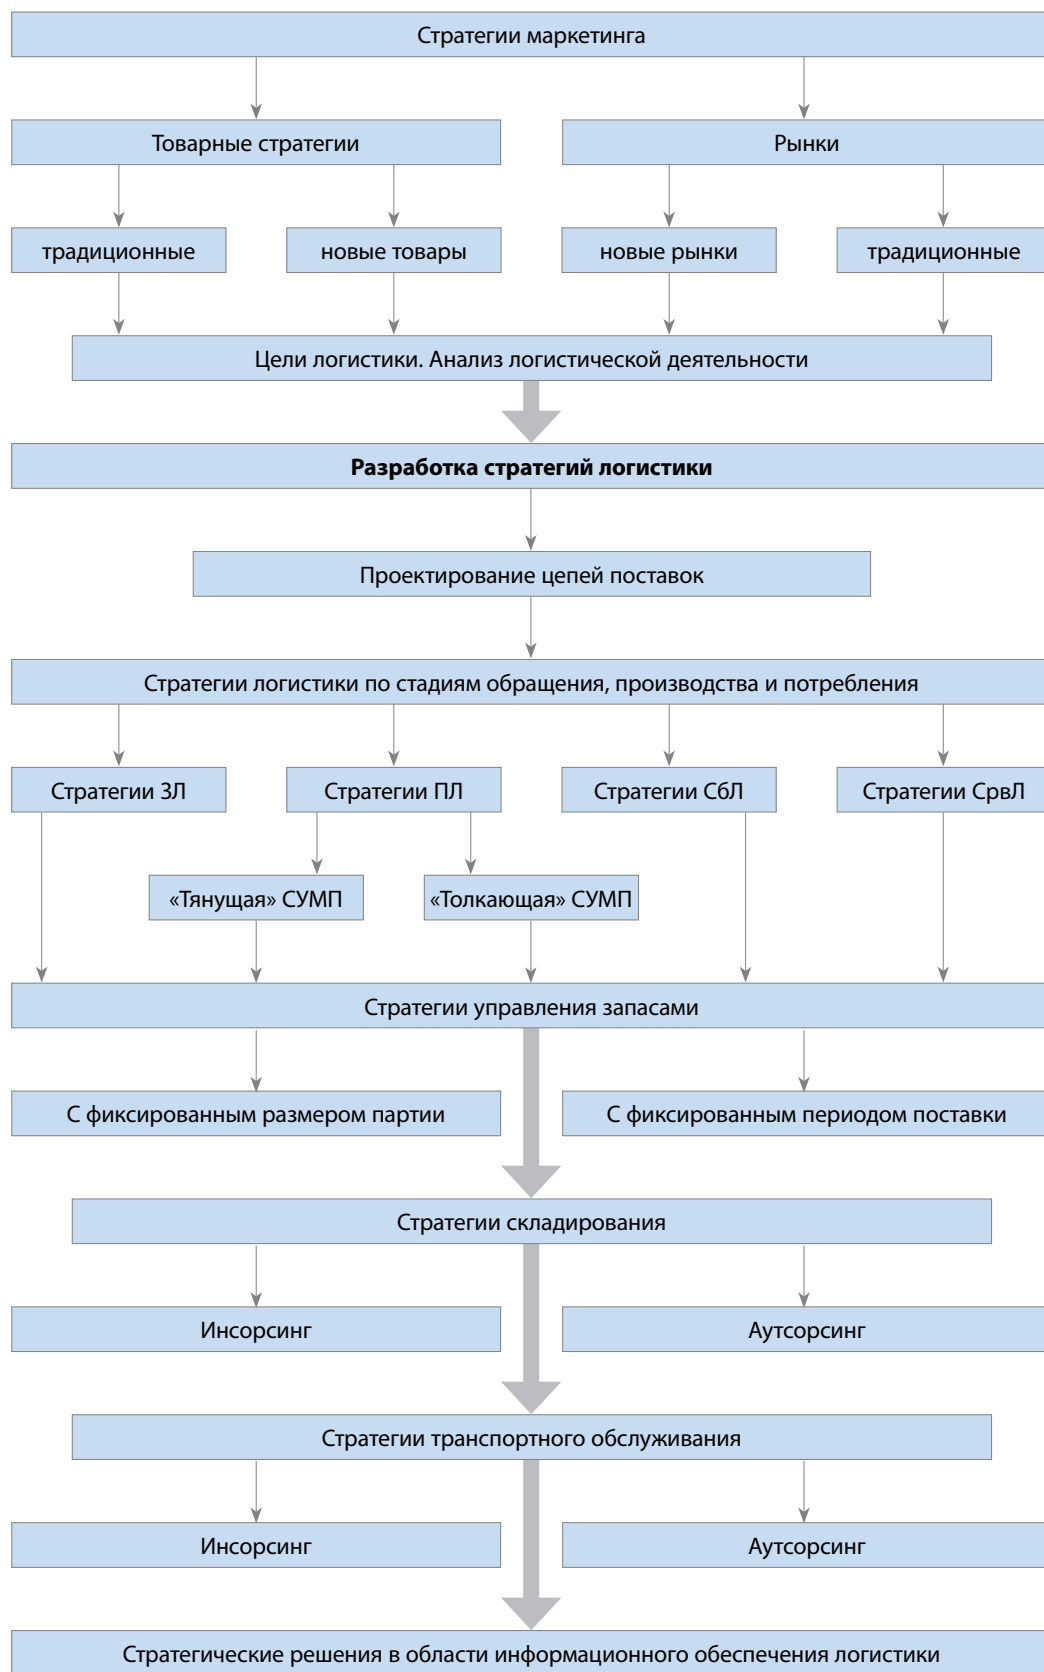 Стратегии маркетинга
Товарные стратегии
Рынки
традиционные
новые товары
новые рынки
традиционные
Цели логистики. Анализ логистической деятельности
Разработка стратегий логистики
Проектирование цепей поставок
Стратегии логистики по стадиям обращения, производства и потребления
Стратегии ЗЛ
Стратегии ПЛ
Стратегии СбЛ
Стратегии СрвЛ
«Тянущая» СУМП
«Толкающая» СУМП
Стратегии управления запасами
С фиксированным размером партии
С фиксированным периодом поставки
Стратегии складирования
Инсорсинг
Аутсорсинг
Стратегии транспортного обслуживания
Инсорсинг
Аутсорсинг
Стратегические решения в области информационного обеспечения логистики